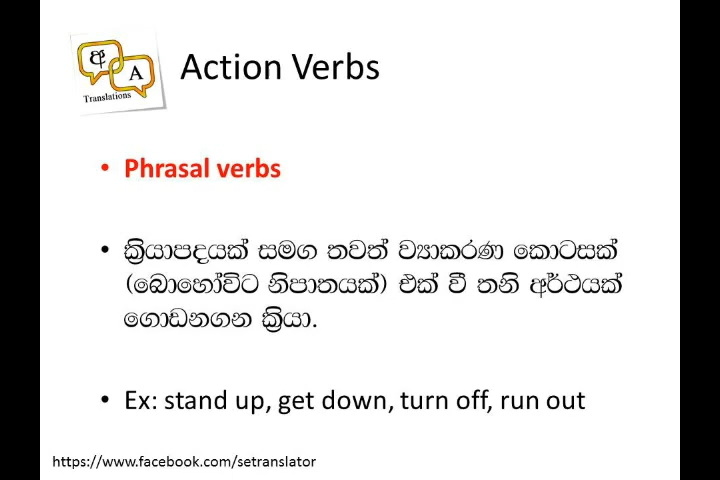 අ
A
Translations
Action Verbs
• Phrasal verbs
• ක්‍රියාපදයක් සමග තවත් ව්‍යාකරණ කොටසක්
(බොහෝවිට නිපාතයක්) එක් වී තනි අර්ථයක්
ගොඩනගන ක්‍රියා.
• Ex: stand up, get down, turn off, run out
https://www.facebook.com/setranslator